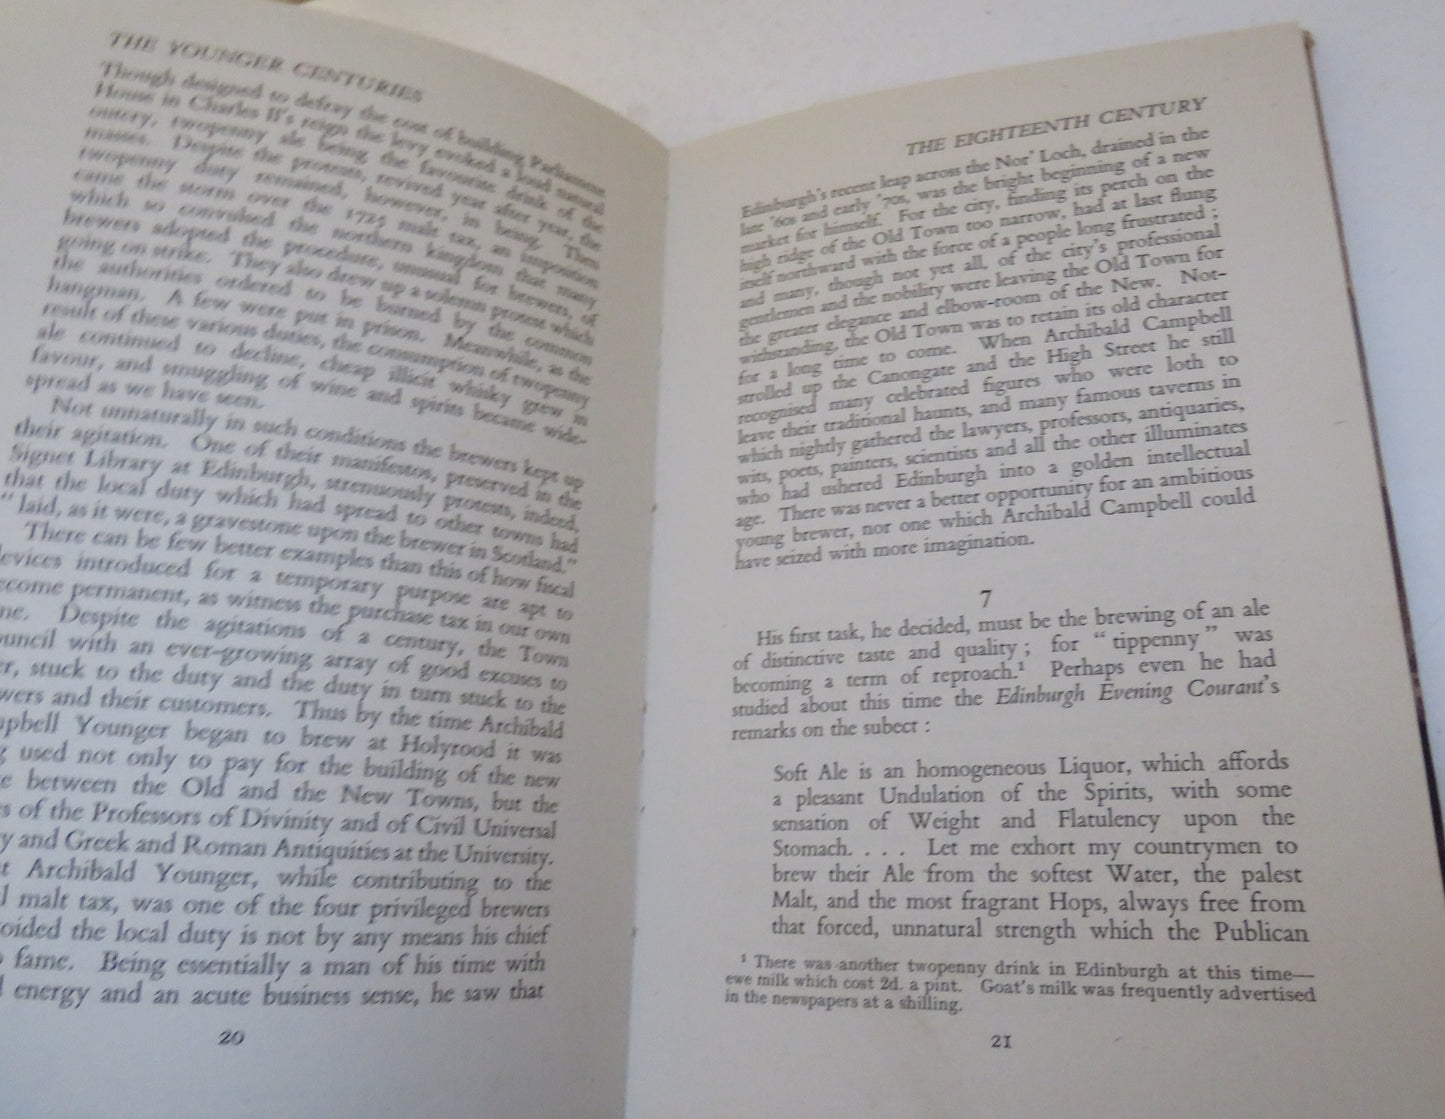 THE YOUNGER CENTURIES
Though designed to defray the cost of building Parliament
House in Charles II's reign the levy evoked a loud natural
outcry, twopenny ale being the favourite drink of the
masses. Despite the protests, revived year after year, the
twopenny duty remained, however, in being. Then
came the storm over the 1725 malt tax, an imposition
which so convulsed the northern kingdom that many
brewers adopted the procedure, unusual for brewers, of
going on strike. They also drew up a solemn protest which
the authorities ordered to be burned by the common
hangman. A few were put in prison. Meanwhile, as the
result of these various duties, the consumption of twopenny
ale continued to decline, cheap illicit whisky grew in
favour, and smuggling of wine and spirits became wide-
spread as we have seen.
Not unnaturally in such conditions the brewers kept up
their agitation. One of their manifestos, preserved in the
Signet Library at Edinburgh, strenuously protests, indeed,
that the local duty which had spread to other towns had
“ laid, as it were, a gravestone upon the brewer in Scotland.”
There can be few better examples than this of how fiscal
evices introduced for a temporary purpose are apt to
ecome permanent, as witness the purchase tax in our own
me. Despite the agitations of a century, the Town
ouncil with an ever-growing array of good excuses to
er, stuck to the duty and the duty in turn stuck to the
wers and their customers. Thus by the time Archibald
pbell Younger began to brew at Holyrood it was
g used not only to pay for the building of the new
e between the Old and the New Towns, but the
s of the Professors of Divinity and of Civil Universal
y and Greek and Roman Antiquities at the University.
t Archibald Younger, while contributing to the
l malt tax, was one of the four privileged brewers
oided the local duty is not by any means his chief
o fame. Being essentially a man of his time with
l energy and an acute business sense, he saw that
20
THE EIGHTEENTH CENTURY
Edinburgh's recent leap across the Nor' Loch, drained in the
late '60s and early '70s, was the bright beginning of a new
market for himself. For the city, finding its perch on the
high ridge of the Old Town too narrow, had at last flung
itself northward with the force of a people long frustrated ;
and many, though not yet all, of the city's professional
gentlemen and the nobility were leaving the Old Town for
the greater elegance and elbow-room of the New. Not-
withstanding, the Old Town was to retain its old character
for a long time to come. When Archibald Campbell
strolled up the Canongate and the High Street he still
recognised many celebrated figures who were loth to
leave their traditional haunts, and many famous taverns in
which nightly gathered the lawyers, professors, antiquaries,
wits, poets, painters, scientists and all the other illuminates
who had ushered Edinburgh into a golden intellectual
age. There was never a better opportunity for an ambitious
young brewer, nor one which Archibald Campbell could
have seized with more imagination.
7
His first task, he decided, must be the brewing of an ale
of distinctive taste and quality ; for “ tippenny ” was
becoming a term of reproach.¹ Perhaps even he had
studied about this time the Edinburgh Evening Courant's
remarks on the subect :
Soft Ale is an homogeneous Liquor, which affords
a pleasant Undulation of the Spirits, with some
sensation of Weight and Flatulency upon the
Stomach. . . . Let me exhort my countrymen to
brew their Ale from the softest Water, the palest
Malt, and the most fragrant Hops, always free from
that forced, unnatural strength which the Publican
¹ There was another twopenny drink in Edinburgh at this time—
ewe milk which cost 2d. a pint. Goat's milk was frequently advertised
in the newspapers at a shilling.
21